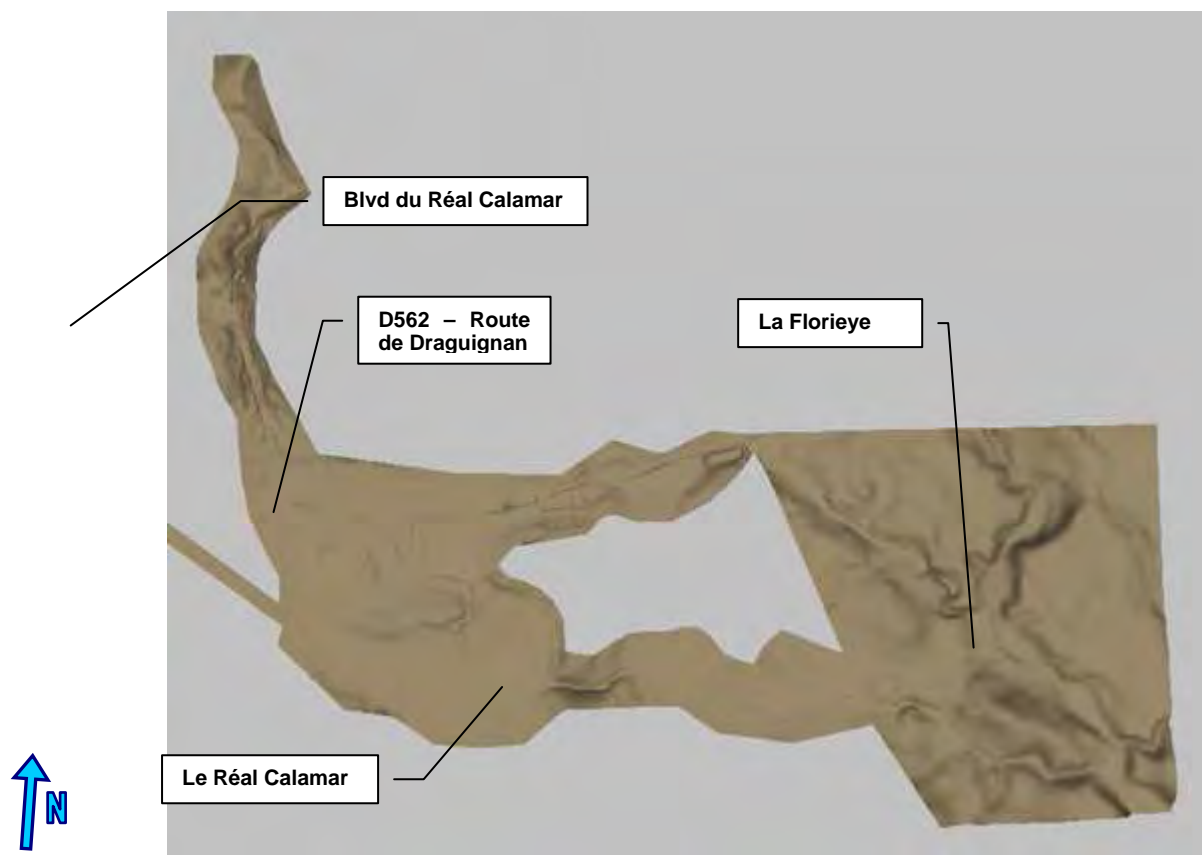 Blvd du Réal Calamar
D562 – Route
de Draguignan
La Florieye
Le Réal Calamar
N